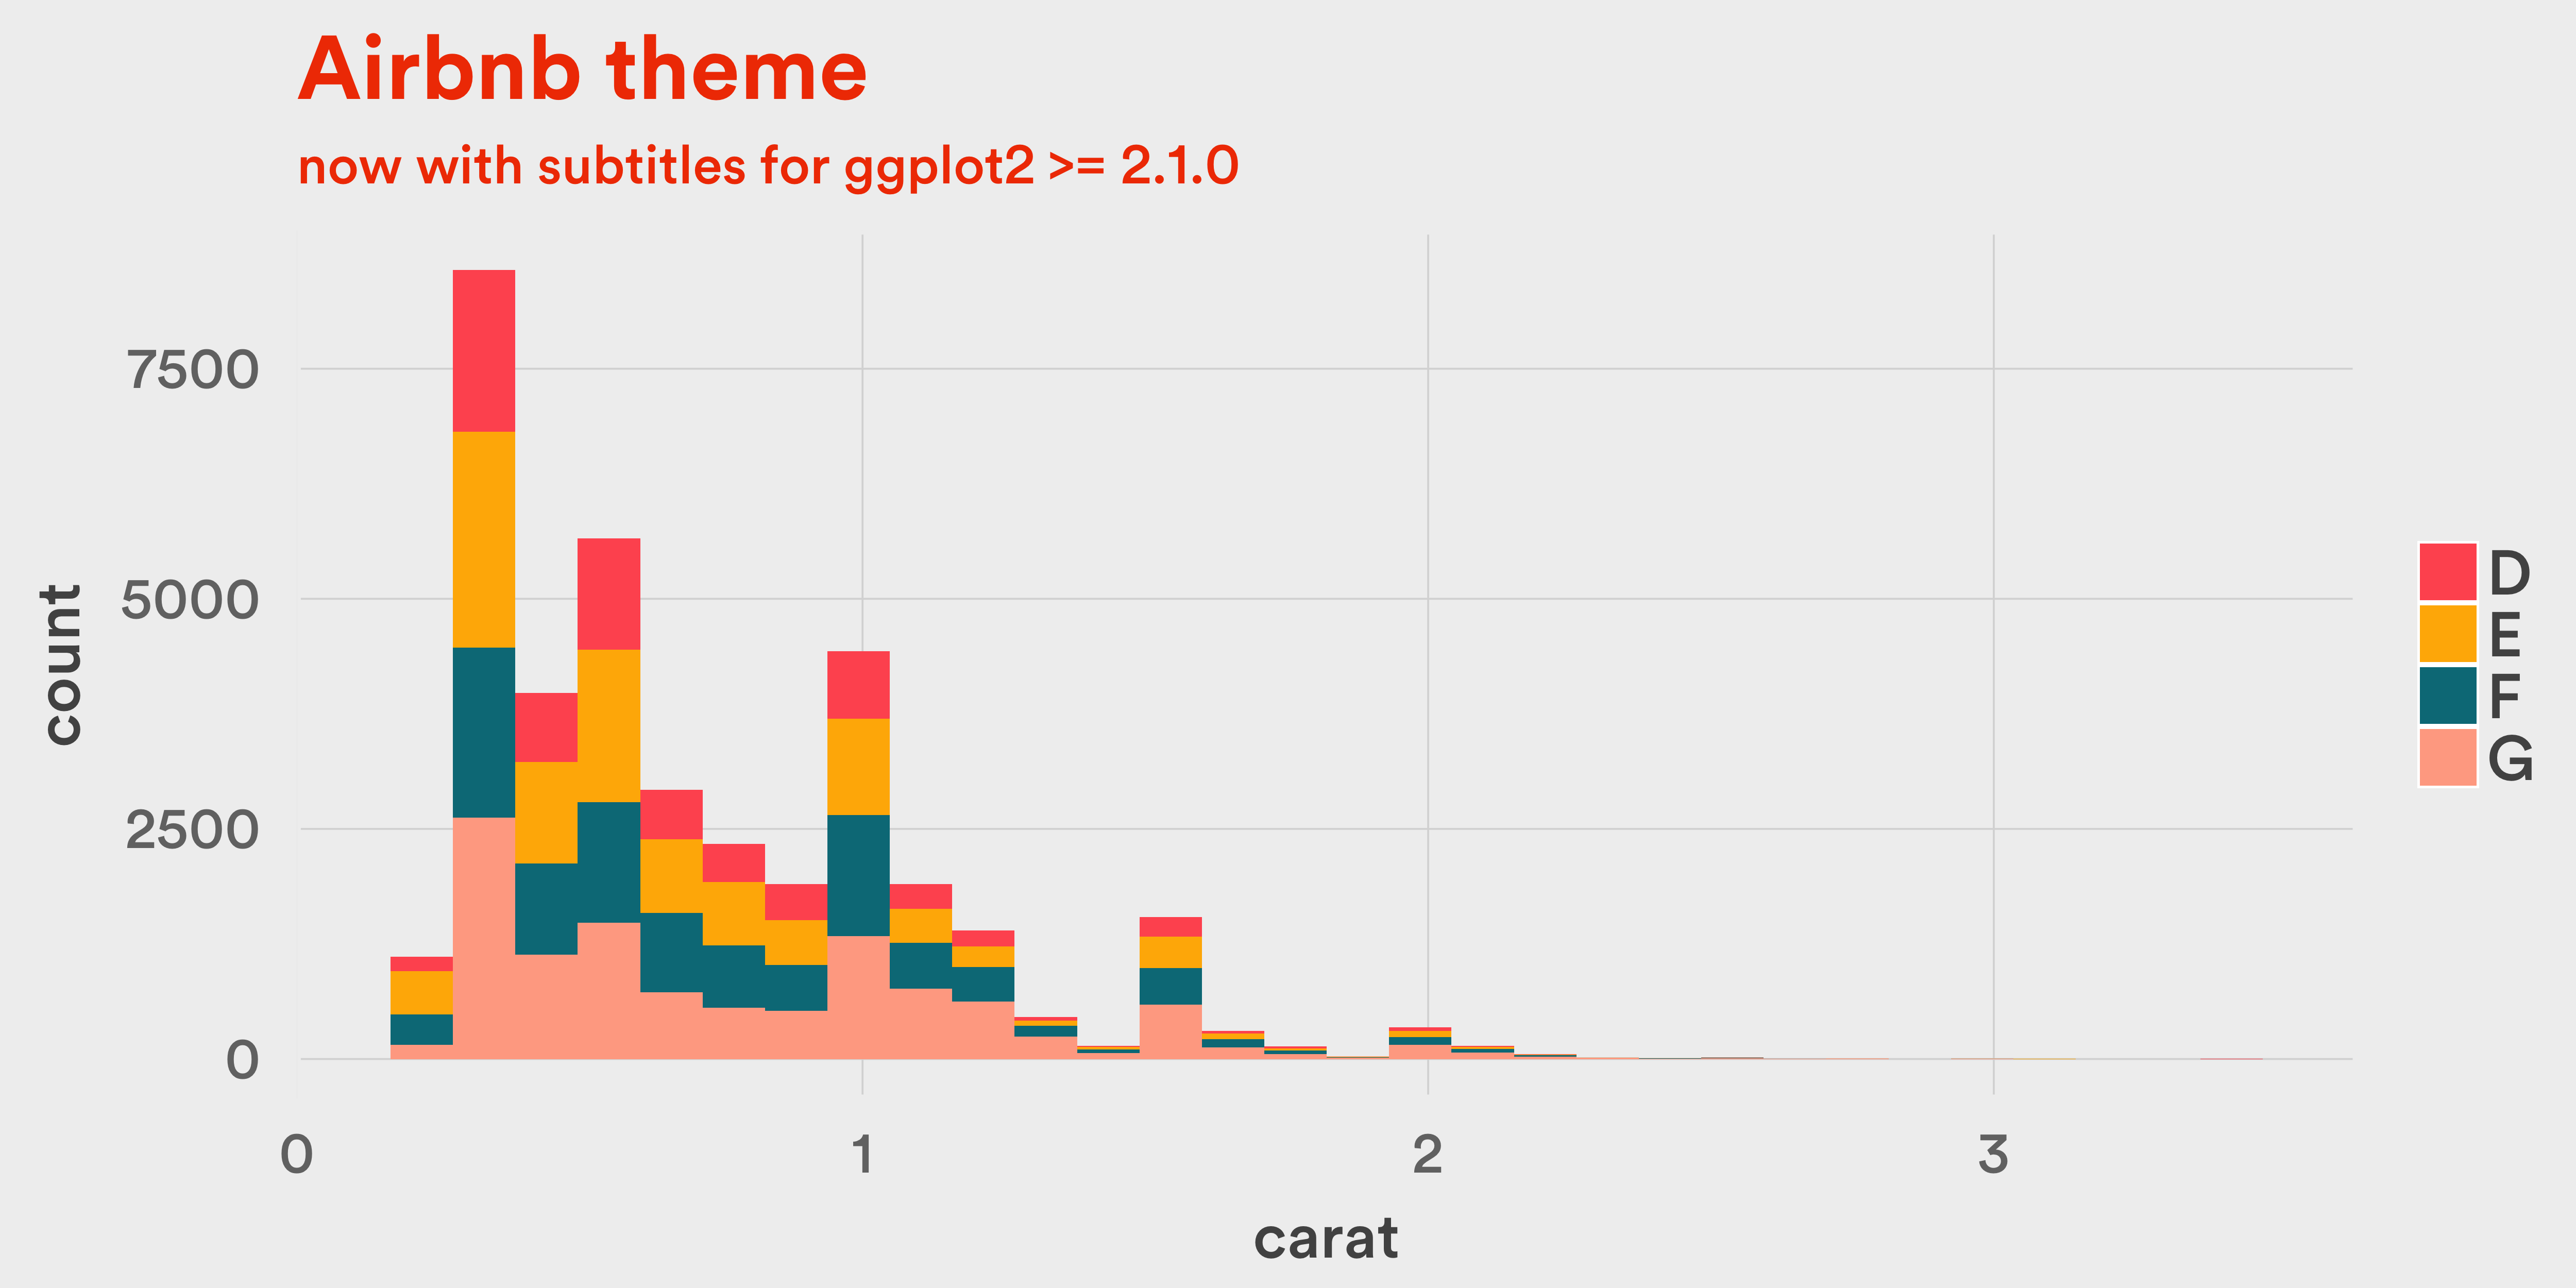 Airbnb theme
now with subtitles for ggplot2 >= 2.1.0
7500
5000
2500
0
count
0 1 2 3
carat
D
E
F
G